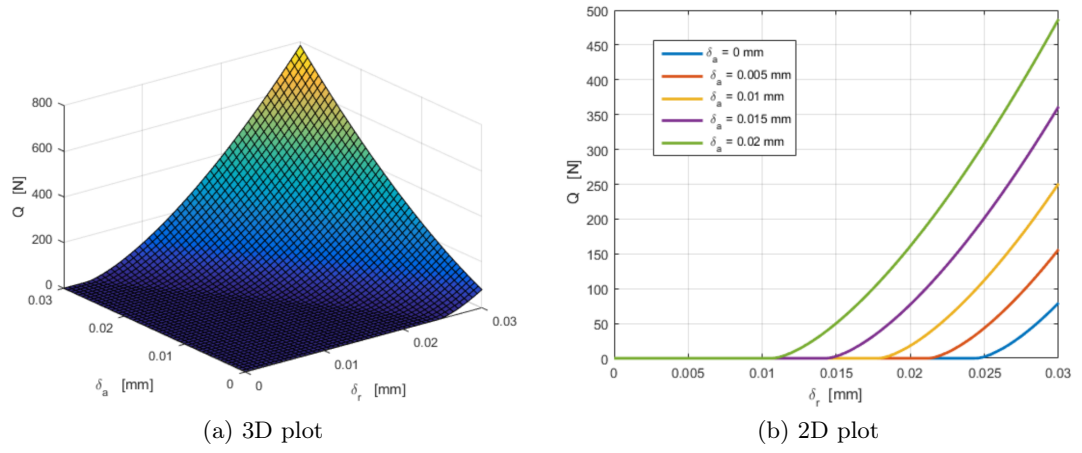 800
600
400
200
0
Q [N]
0.03
0.02
0.01
0
δa [mm]
0
0.01
0.02
0.03
δr [mm]
(a) 3D plot
500
450
400
350
300
250
200
150
100
50
0
Q [N]
δa = 0 mm
δa = 0.005 mm
δa = 0.01 mm
δa = 0.015 mm
δa = 0.02 mm
0 0.005 0.01 0.015 0.02 0.025 0.03
δr [mm]
(b) 2D plot